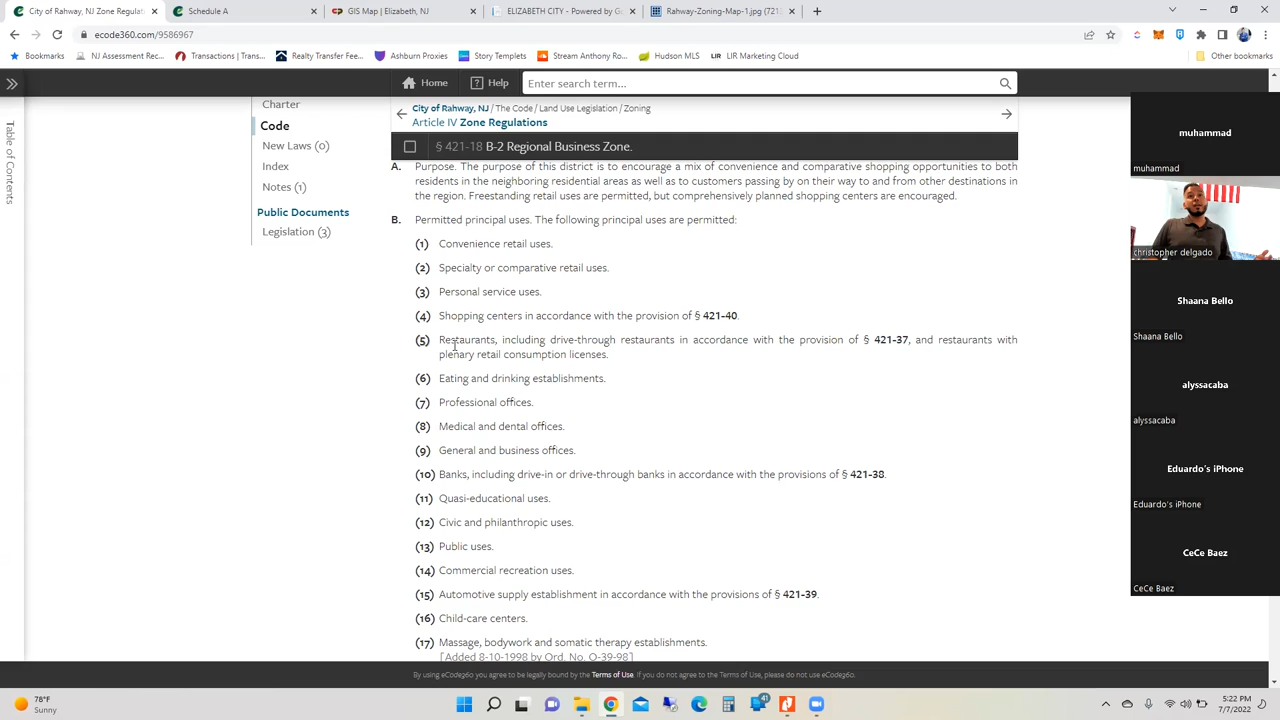 City of Rahway, NJ Zone Regulat
Schedule A
GIS Map | Elizabeth, NJ
ELIZABETH CITY - Powered by G
Rahway-Zoning-Map-1.jpg (721
ecode360.com/9586967
Bookmarks
NJ Assessment Rec...
Transactions | Trans...
Realty Transfer Fee...
Ashburn Proxies
Story Templets
Stream Anthony Ro...
Hudson MLS
LIR Marketing Cloud
Other bookmarks
Home
Help
Enter search term...
Table of Contents
Charter
Code
New Laws (0)
Index
Notes (1)
Public Documents
Legislation (3)
City of Rahway, NJ / The Code / Land Use Legislation / Zoning
Article IV Zone Regulations
§ 421-18 B-2 Regional Business Zone.
A. Purpose. The purpose of this district is to encourage a mix of convenience and comparative shopping opportunities to both
residents in the neighboring residential areas as well as to customers passing by on their way to and from other destinations in
the region. Freestanding retail uses are permitted, but comprehensively planned shopping centers are encouraged.
B. Permitted principal uses. The following principal uses are permitted:
(1) Convenience retail uses.
(2) Specialty or comparative retail uses.
(3) Personal service uses.
(4) Shopping centers in accordance with the provision of § 421-40.
(5) Restaurants, including drive-through restaurants in accordance with the provision of § 421-37, and restaurants with
plenary retail consumption licenses.
(6) Eating and drinking establishments.
(7) Professional offices.
(8) Medical and dental offices.
(9) General and business offices.
(10) Banks, including drive-in or drive-through banks in accordance with the provisions of § 421-38.
(11) Quasi-educational uses.
(12) Civic and philanthropic uses.
(13) Public uses.
(14) Commercial recreation uses.
(15) Automotive supply establishment in accordance with the provisions of § 421-39.
(16) Child-care centers.
(17) Massage, bodywork and somatic therapy establishments.
[Added 8-10-1998 by Ord. No. O-39-98]
By using eCode360 you agree to be legally bound by the Terms of Use. If you do not agree to the Terms of Use, please do not use eCode360.
muhammad
muhammad
christopher delgado
Shaana Bello
Shaana Bello
alyssacaba
alyssacaba
Eduardo's iPhone
Eduardo's iPhone
CeCe Baez
CeCe Baez
78°F
Sunny
41
5:22 PM
7/7/2022